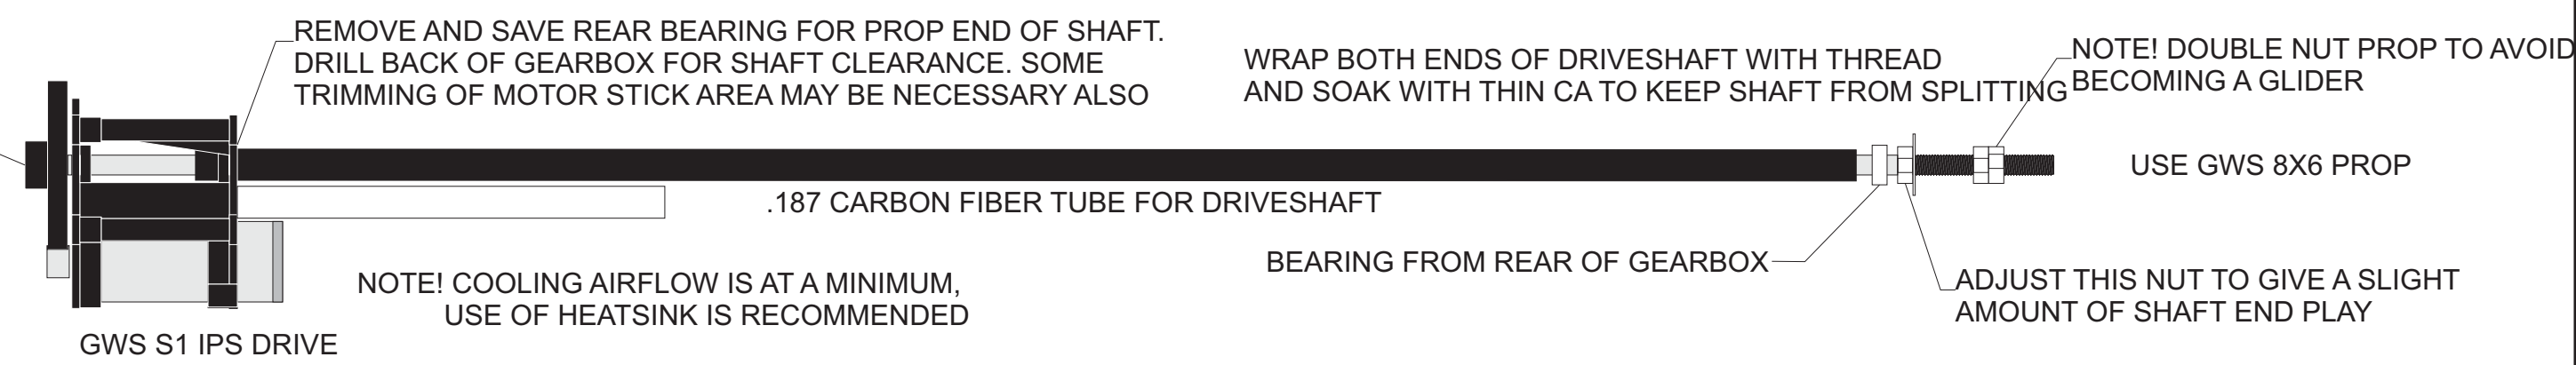 REMOVE AND SAVE REAR BEARING FOR PROP END OF SHAFT.
DRILL BACK OF GEARBOX FOR SHAFT CLEARANCE. SOME
TRIMMING OF MOTOR STICK AREA MAY BE NECESSARY ALSO
WRAP BOTH ENDS OF DRIVESHAFT WITH THREAD
AND SOAK WITH THIN CA TO KEEP SHAFT FROM SPLITTING
NOTE! DOUBLE NUT PROP TO AVOID
BECOMING A GLIDER
USE GWS 8X6 PROP
.187 CARBON FIBER TUBE FOR DRIVESHAFT
BEARING FROM REAR OF GEARBOX
ADJUST THIS NUT TO GIVE A SLIGHT
AMOUNT OF SHAFT END PLAY
NOTE! COOLING AIRFLOW IS AT A MINIMUM,
USE OF HEATSINK IS RECOMMENDED
GWS S1 IPS DRIVE